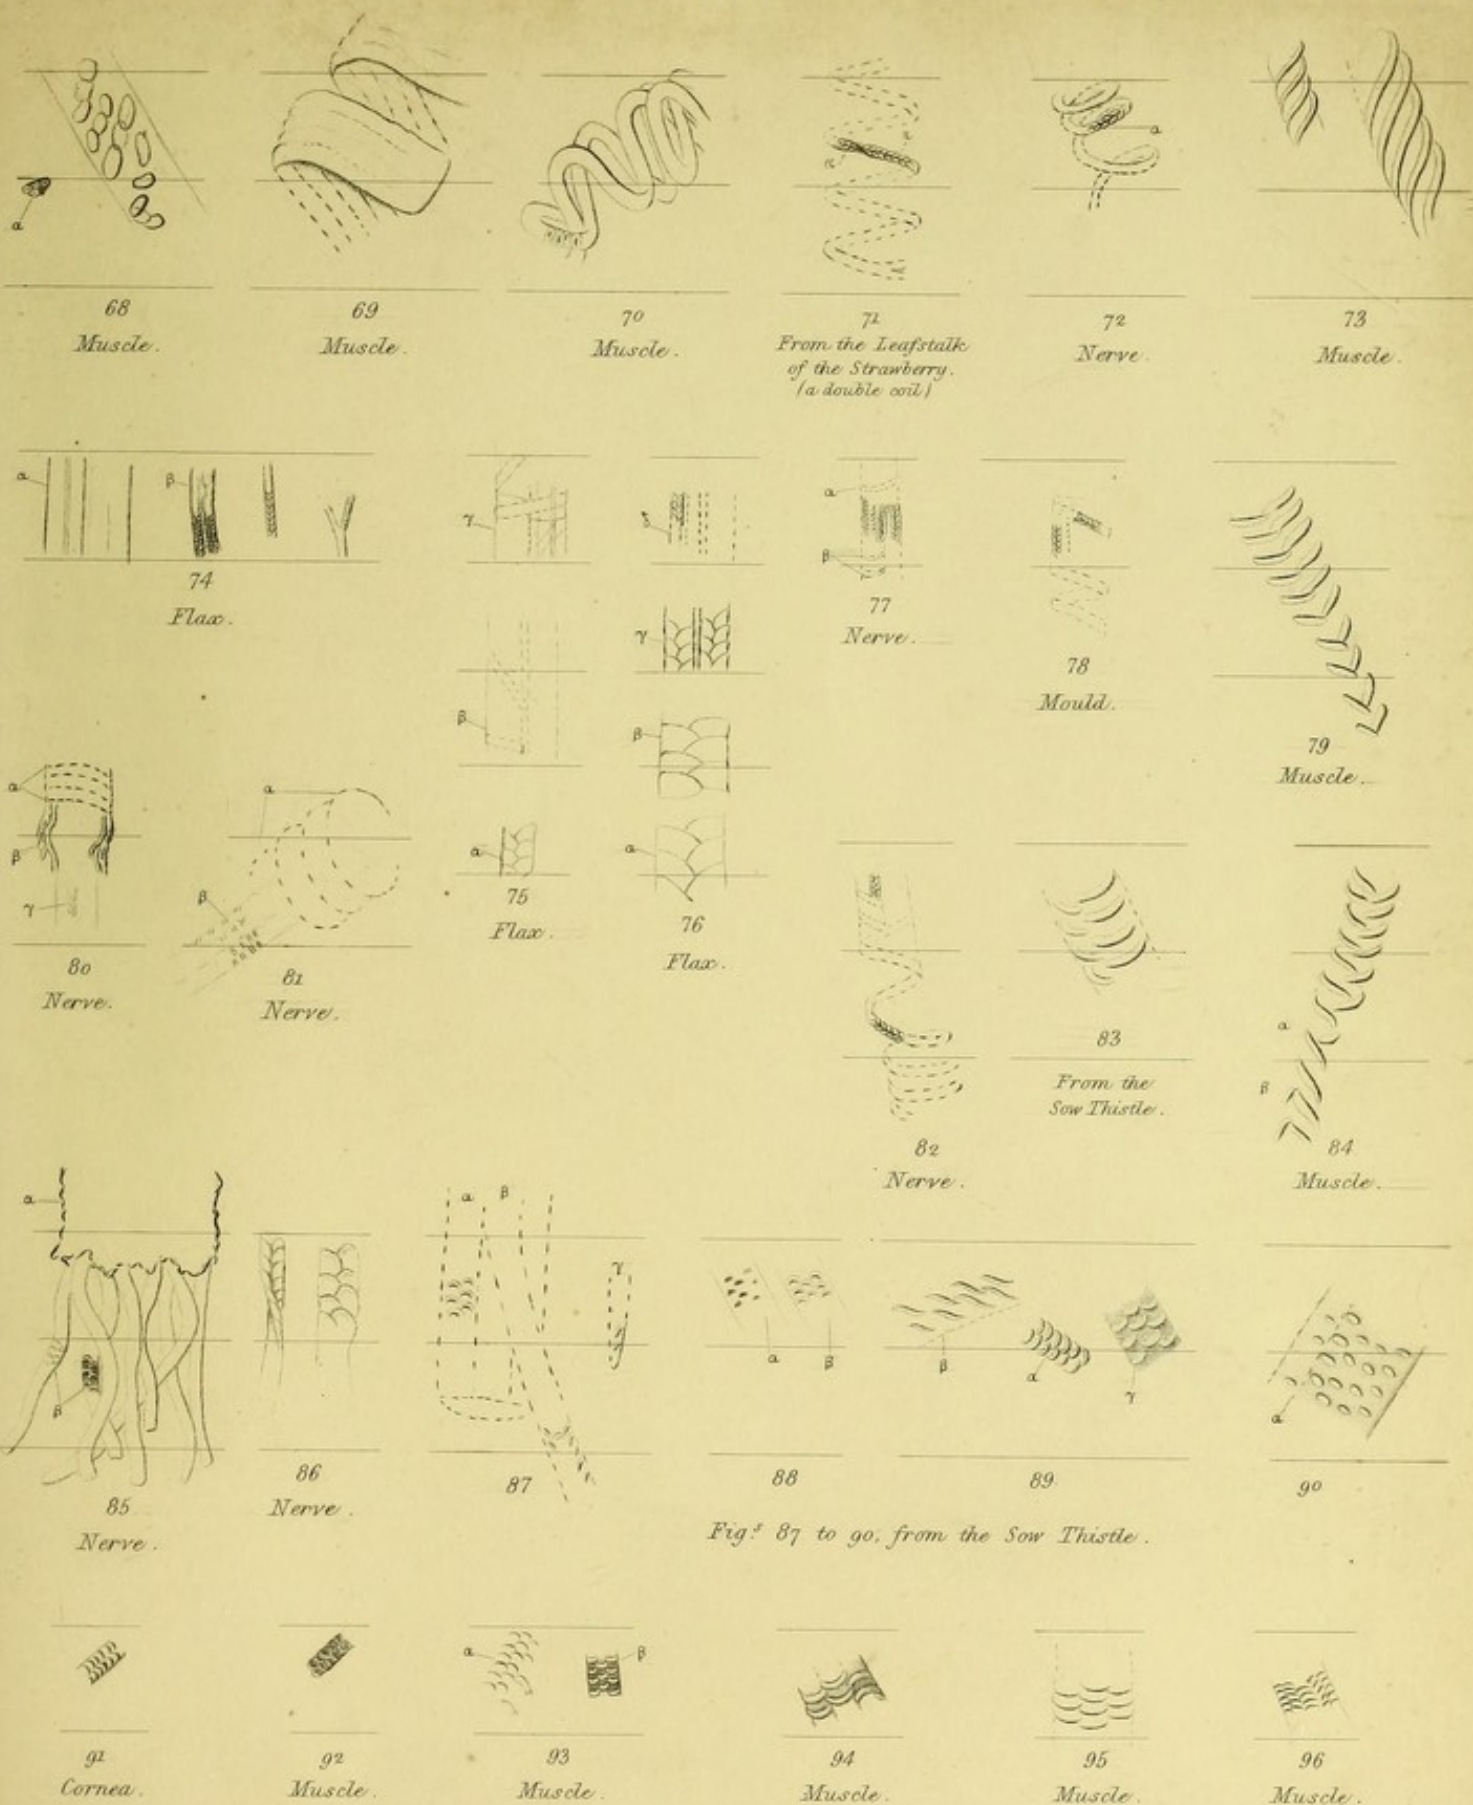 α
68
Muscle.
69
Muscle.
70
Muscle.
α
71
From the Leafstalk
of the Strawberry.
(a double coil)
α
72
Nerve.
73
Muscle.
α
β
74
Flax.
γ
β
α
75
Flax.
δ
γ
β
α
76
Flax.
α
β
77
Nerve.
78
Mould.
79
Muscle.
α
β
γ
80
Nerve.
α
β
81
Nerve.
82
Nerve.
83
From the
Sow Thistle.
α
β
84
Muscle.
α
β
85
Nerve.
86
Nerve.
α β
γ
87
α β
88
β α γ
89
α
90
Fig.s 87 to 90, from the Sow Thistle.
91
Cornea.
92
Muscle.
α β
93
Muscle.
94
Muscle.
95
Muscle.
96
Muscle.